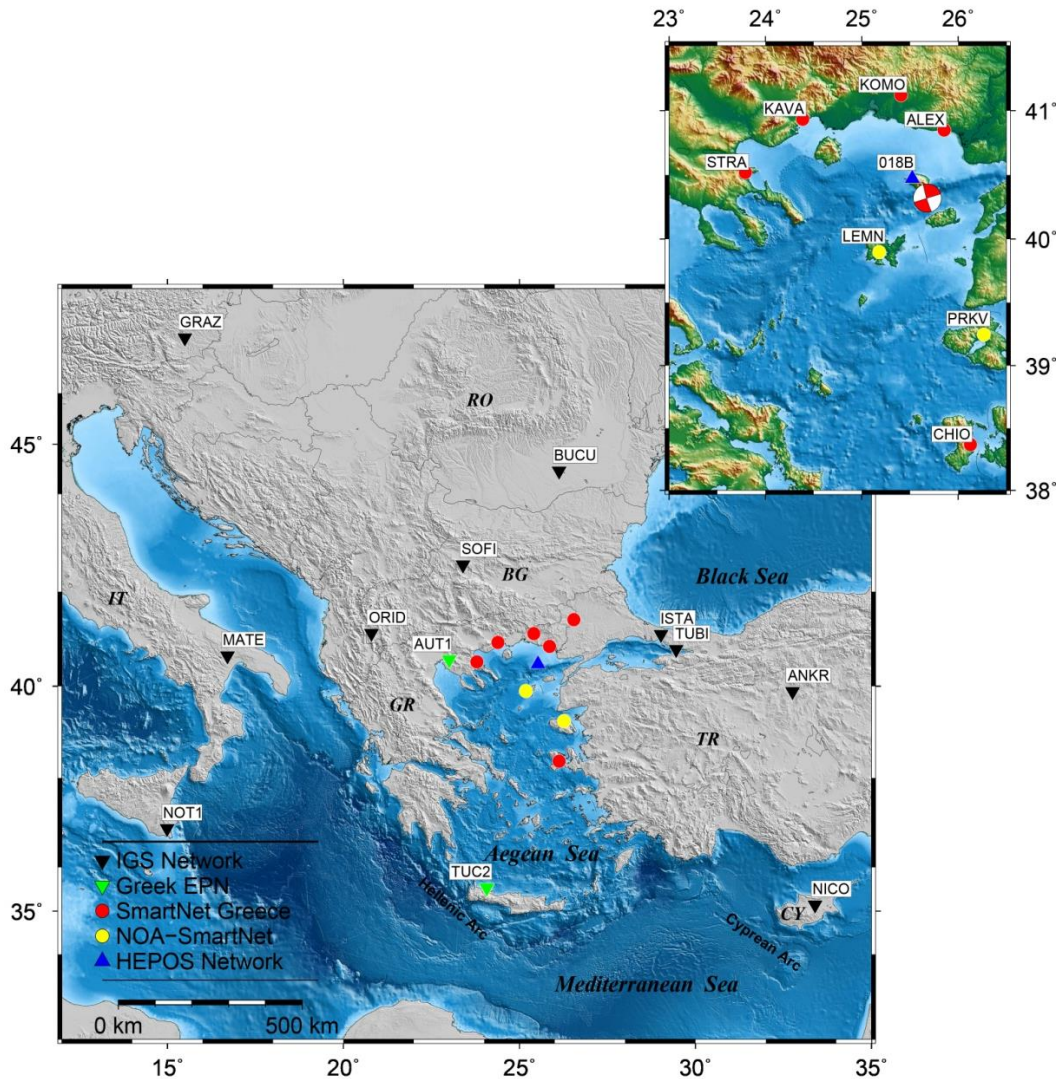 23° 24° 25° 26°
KOMO
41°
KAVA
ALEX
STRA
018B
40°
LEMN
PRKV
39°
CHIO
38°
GRAZ
RO
45°
BUCU
SOFI
BG
Black Sea
IT
ORID
ISTA
MATE
AUT1
TUBI
ANKR
40°
GR
TR
NOT1
IGS Network
Aegean Sea
Greek EPN
TUC2
SmartNet Greece
Hellenic Arc
NICO
35°
CY
NOA-SmartNet
Cyprean Arc
HEPOS Network
Mediterranean Sea
0 km 500 km
15° 20° 25° 30° 35°